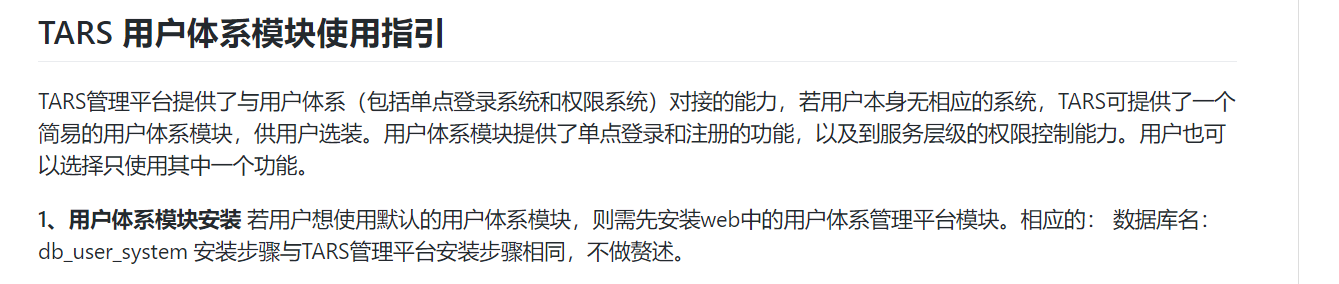 TARS 用户体系模块使用指引
TARS管理平台提供了与用户体系（包括单点登录系统和权限系统）对接的能力，若用户本身无相应的系统，TARS可提供了一个
简易的用户体系模块，供用户选装。用户体系模块提供了单点登录和注册的功能，以及到服务层级的权限控制能力。用户也可
以选择只使用其中一个功能。
1、用户体系模块安装 若用户想使用默认的用户体系模块，则需先安装web中的用户体系管理平台模块。相应的： 数据库名：
db_user_system 安装步骤与TARS管理平台安装步骤相同，不做赘述。